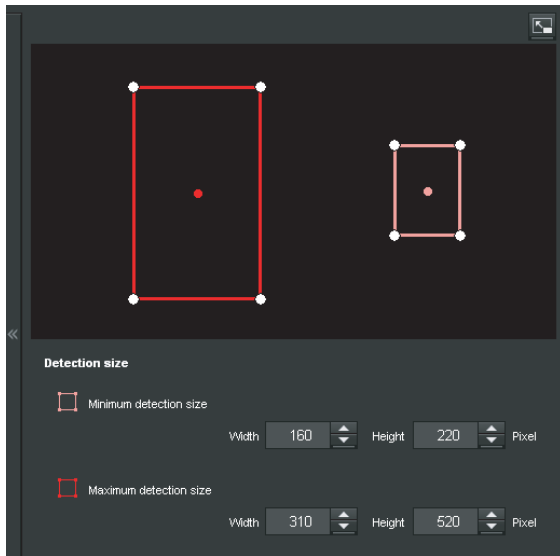 Detection size
Minimum detection size
Width 160 Height 220 Pixel
Maximum detection size
Width 310 Height 520 Pixel